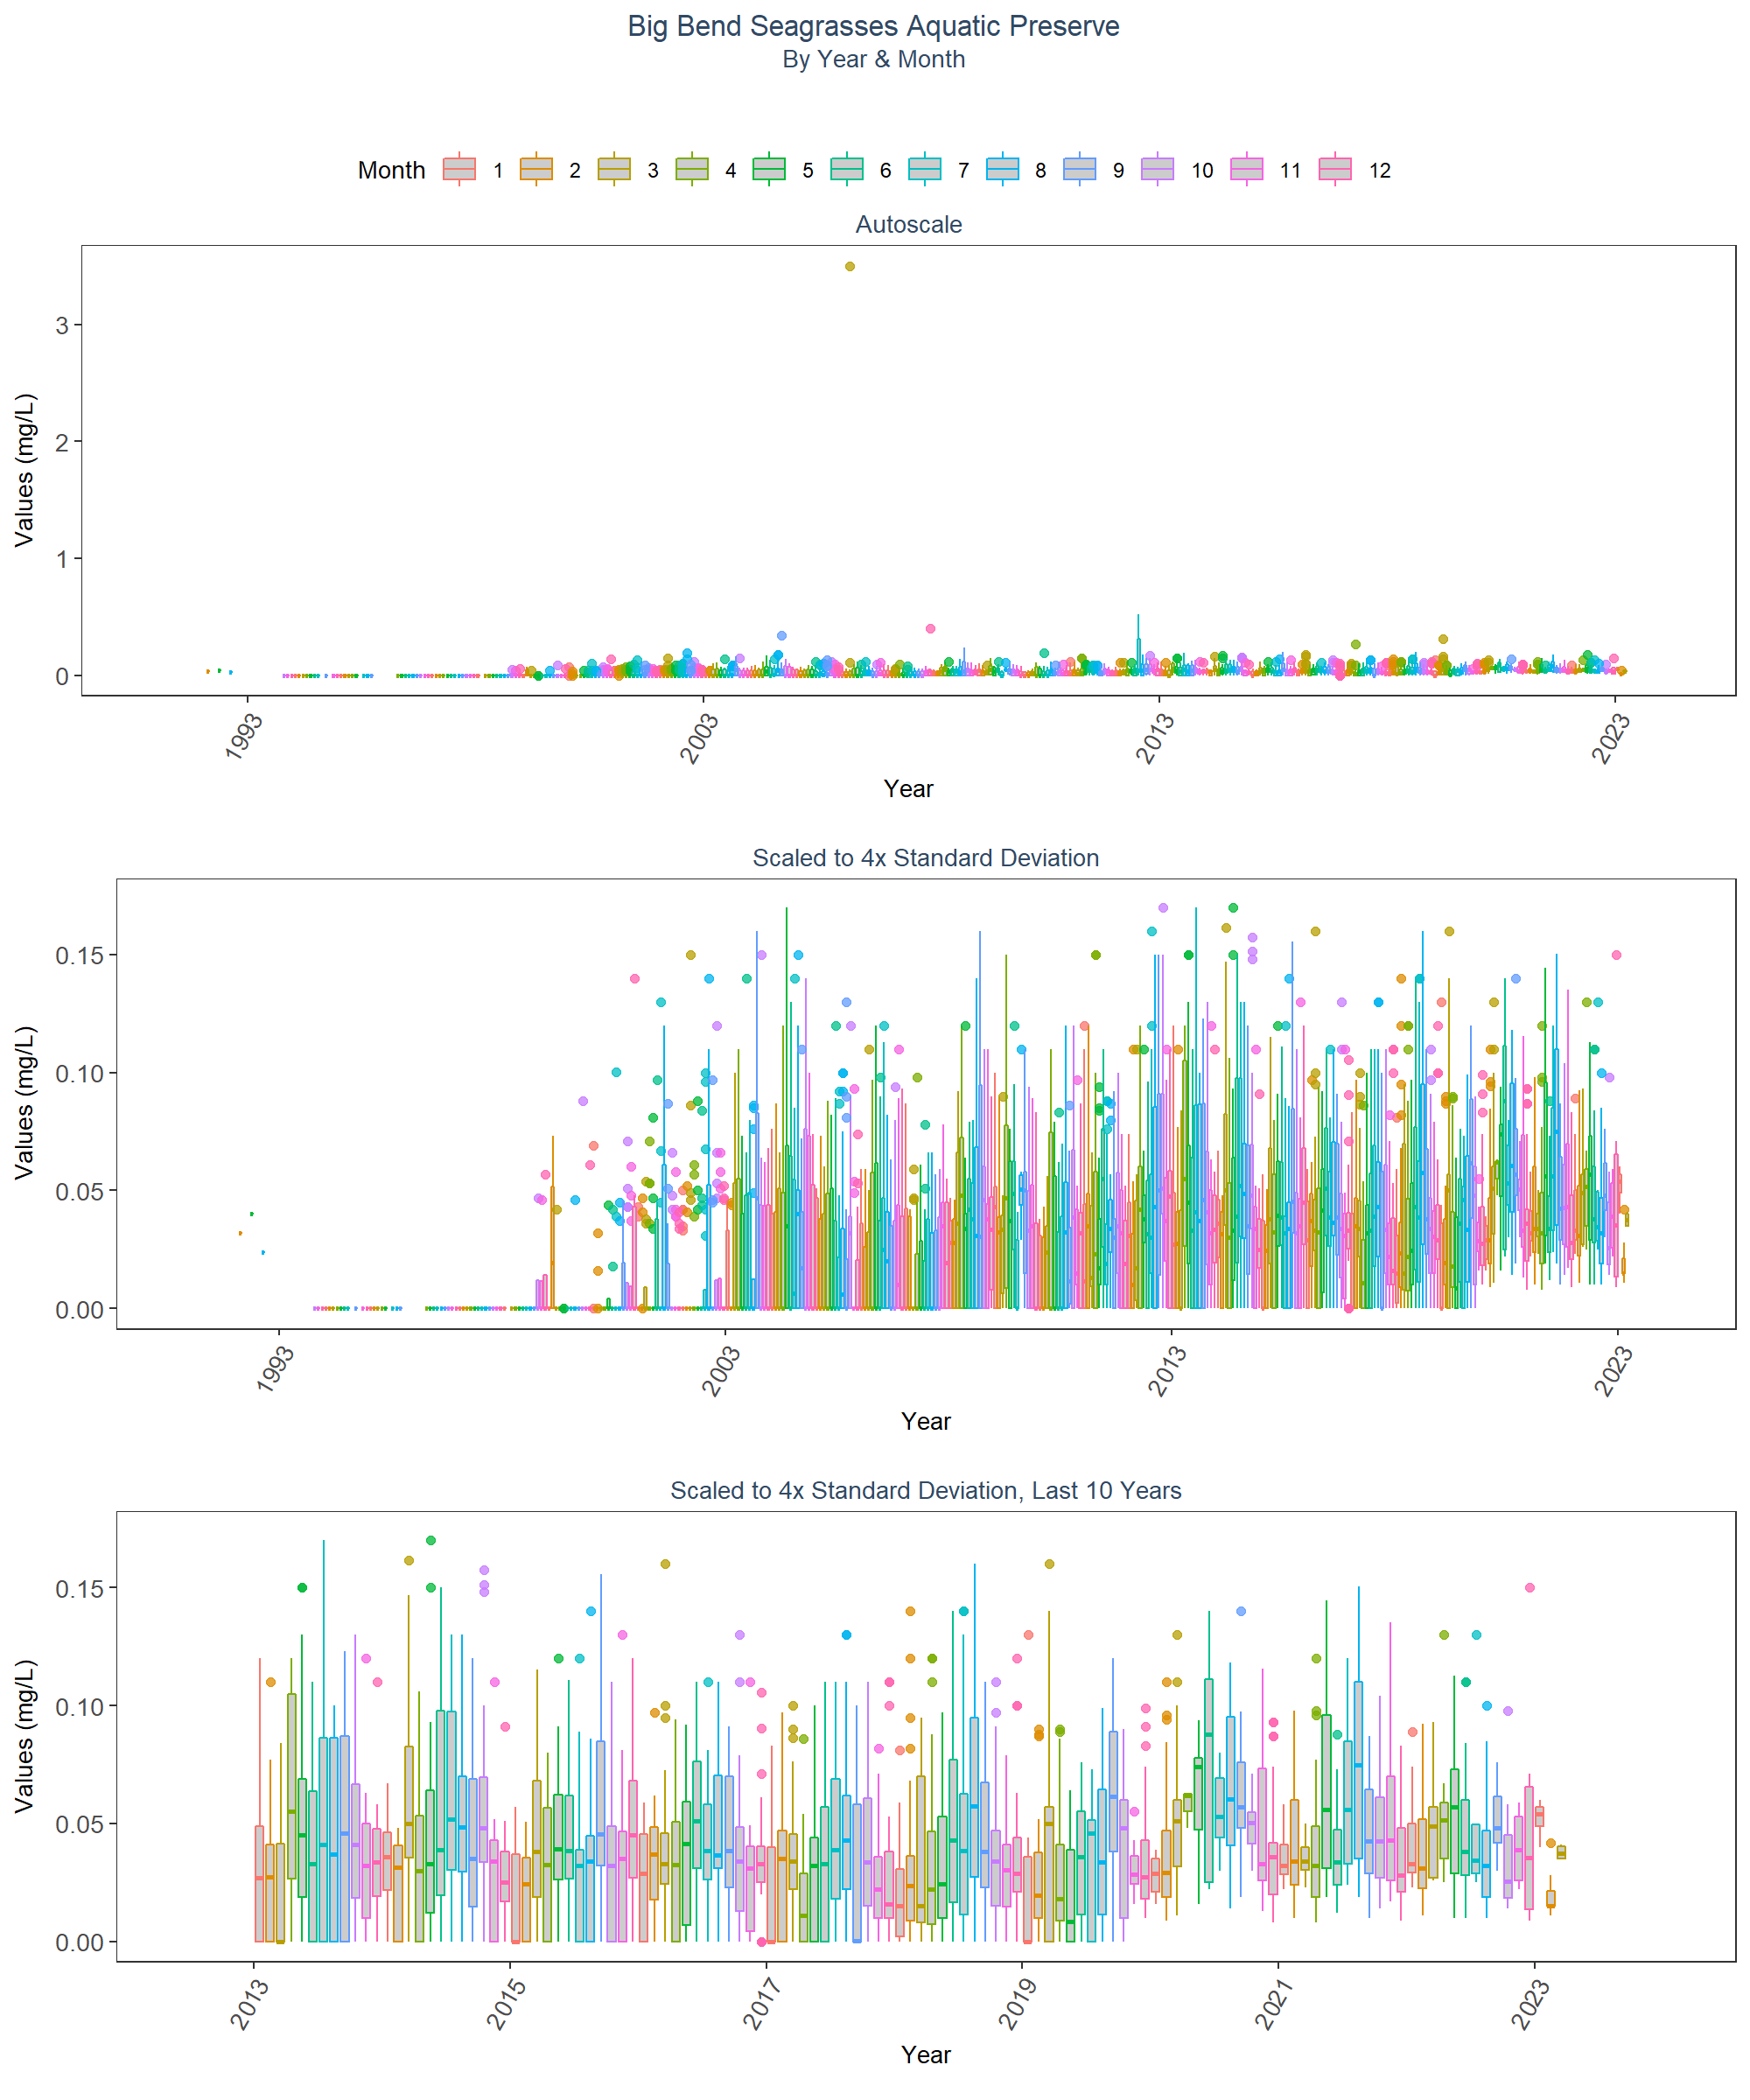 Big Bend Seagrasses Aquatic Preserve
By Year & Month
Month 1 2 3 4 5 6 7 8 9 10 11 12
Autoscale
Values (mg/L)
3
2
1
0
1993 2003 2013 2023
Year
Scaled to 4x Standard Deviation
Values (mg/L)
0.15
0.10
0.05
0.00
1993 2003 2013 2023
Year
Scaled to 4x Standard Deviation, Last 10 Years
Values (mg/L)
0.15
0.10
0.05
0.00
2013 2015 2017 2019 2021 2023
Year